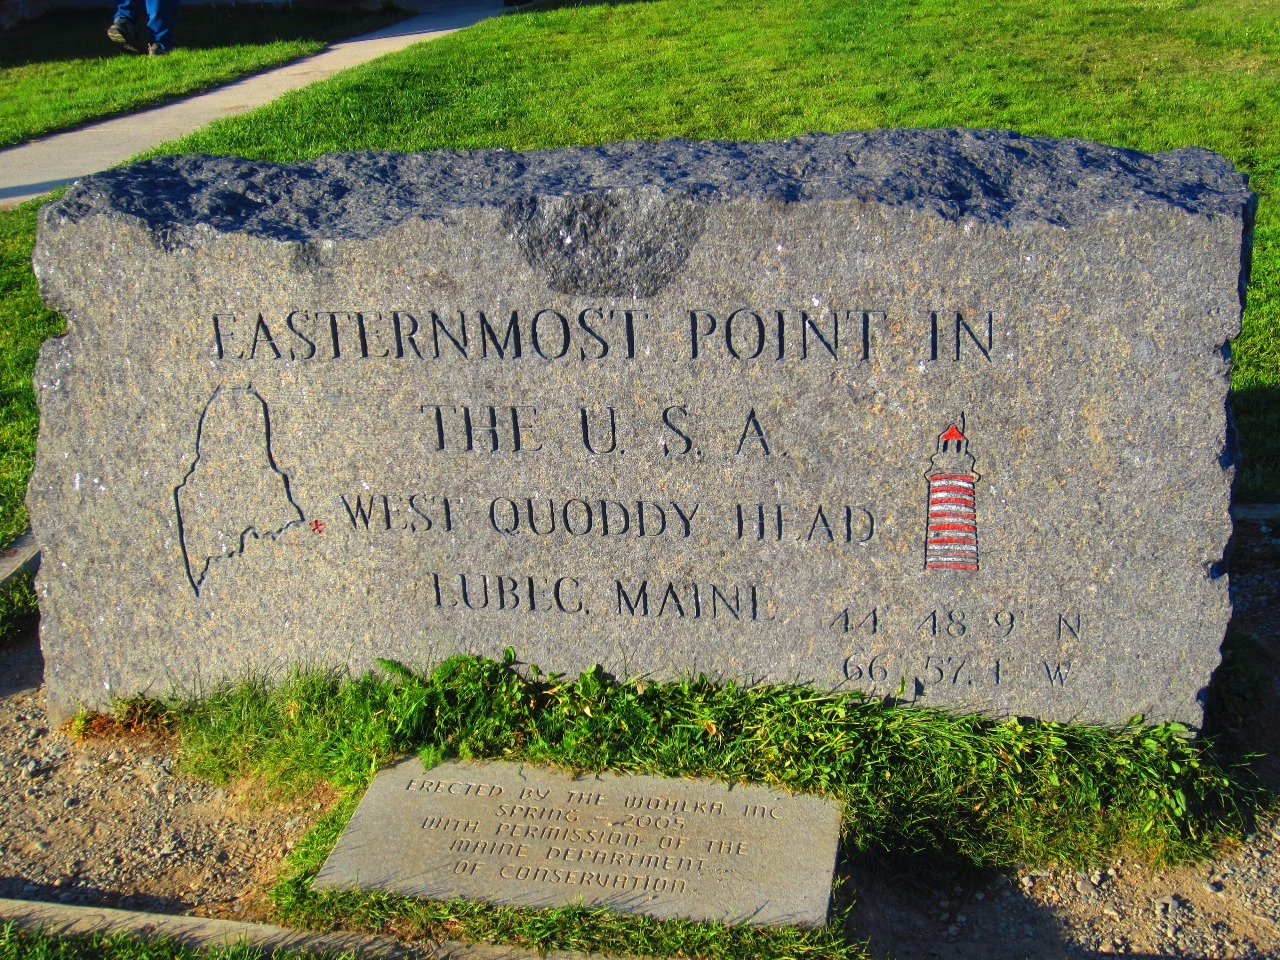 EASTERNMOST POINT IN
THE U.S.A.
WEST QUODDY HEAD
LUBEC, MAINE
44 48.9 N
66 57.1 W
ERECTED BY THE WQHLKA, INC
SPRING - 2005
WITH PERMISSION OF THE
MAINE DEPARTMENT
OF CONSERVATION.